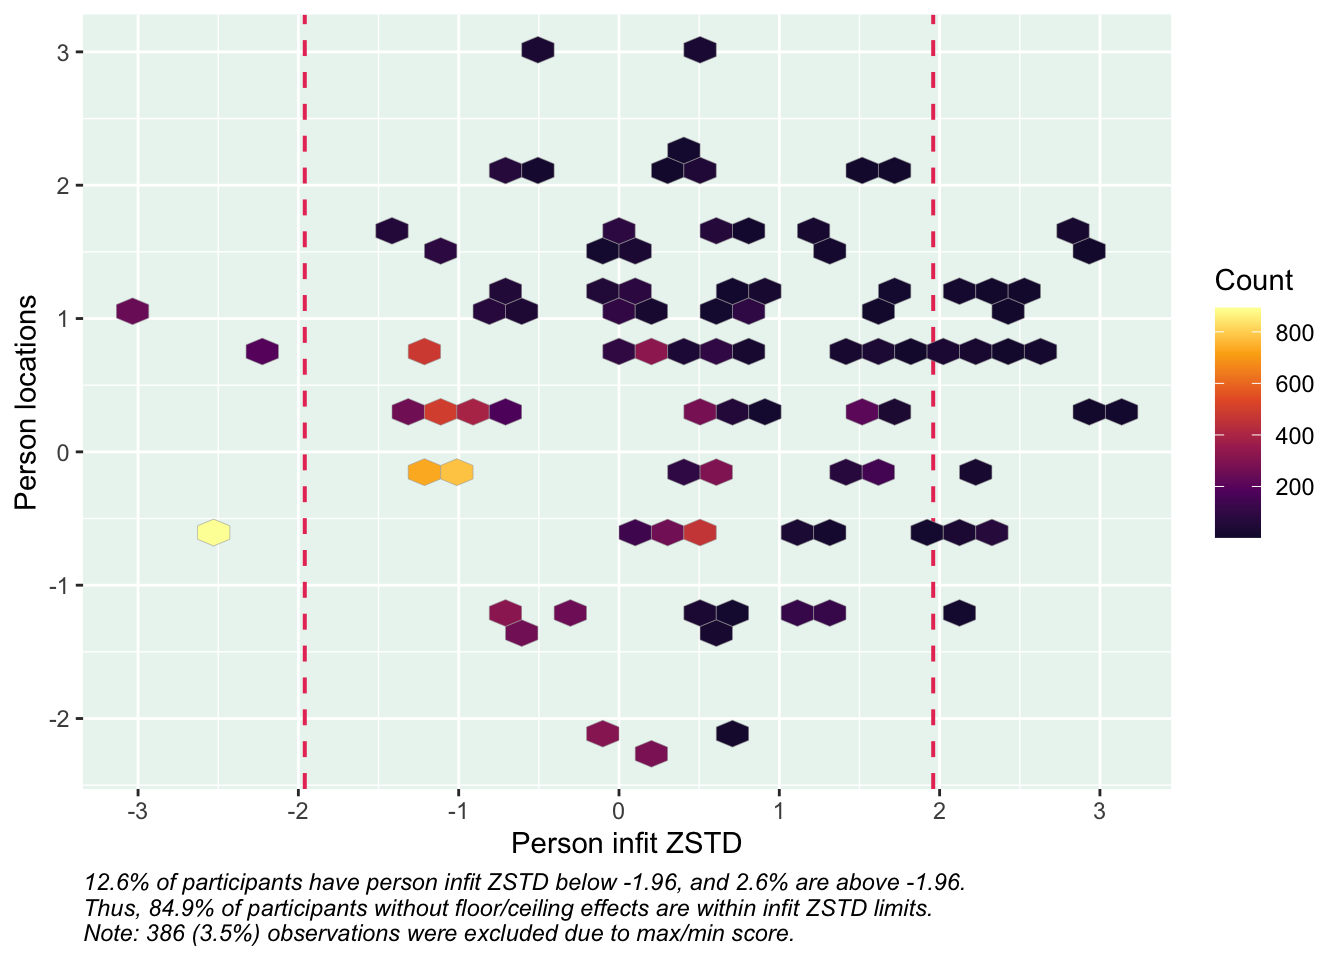 3
2
1
0
-1
-2
Person locations
-3 -2 -1 0 1 2 3
Person infit ZSTD
Count
800
600
400
200
12.6% of participants have person infit ZSTD below -1.96, and 2.6% are above -1.96.
Thus, 84.9% of participants without floor/ceiling effects are within infit ZSTD limits.
Note: 386 (3.5%) observations were excluded due to max/min score.